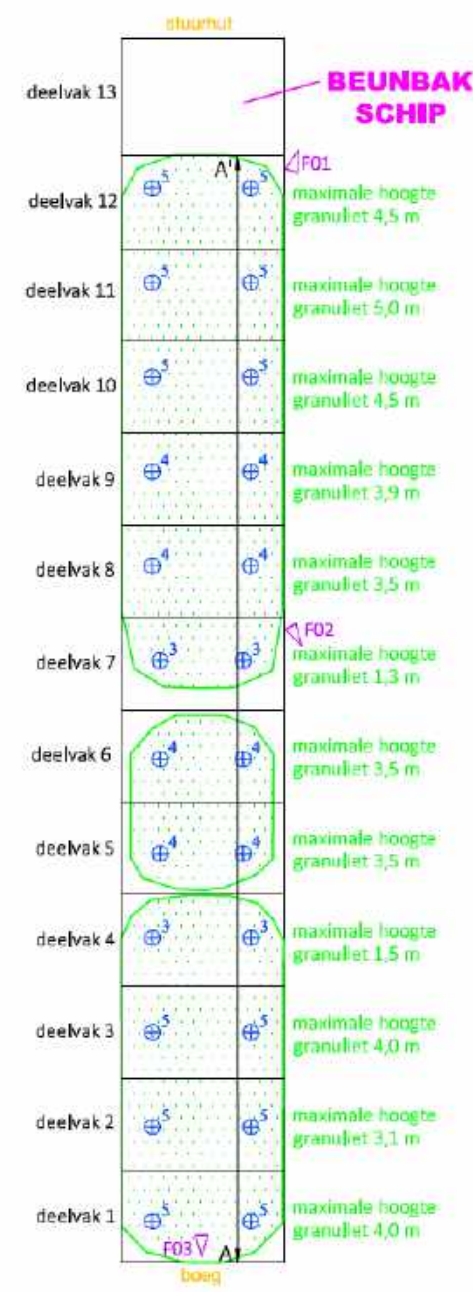 stuurhut
deelvak 13
BEUNBAK
SCHIP
A'
F01
deelvak 12
5 5
maximale hoogte
granuliet 4,5 m
deelvak 11
5 5
maximale hoogte
granuliet 5,0 m
deelvak 10
5 5
maximale hoogte
granuliet 4,5 m
deelvak 9
4 4
maximale hoogte
granuliet 3,9 m
deelvak 8
4 4
maximale hoogte
granuliet 3,5 m
F02
deelvak 7
3 3
maximale hoogte
granuliet 1,3 m
deelvak 6
4 4
maximale hoogte
granuliet 3,5 m
deelvak 5
4 4
maximale hoogte
granuliet 3,5 m
deelvak 4
3 3
maximale hoogte
granuliet 1,5 m
deelvak 3
5 5
maximale hoogte
granuliet 4,0 m
deelvak 2
5 5
maximale hoogte
granuliet 3,1 m
deelvak 1
5 5
maximale hoogte
granuliet 4,0 m
F03
A
boeg